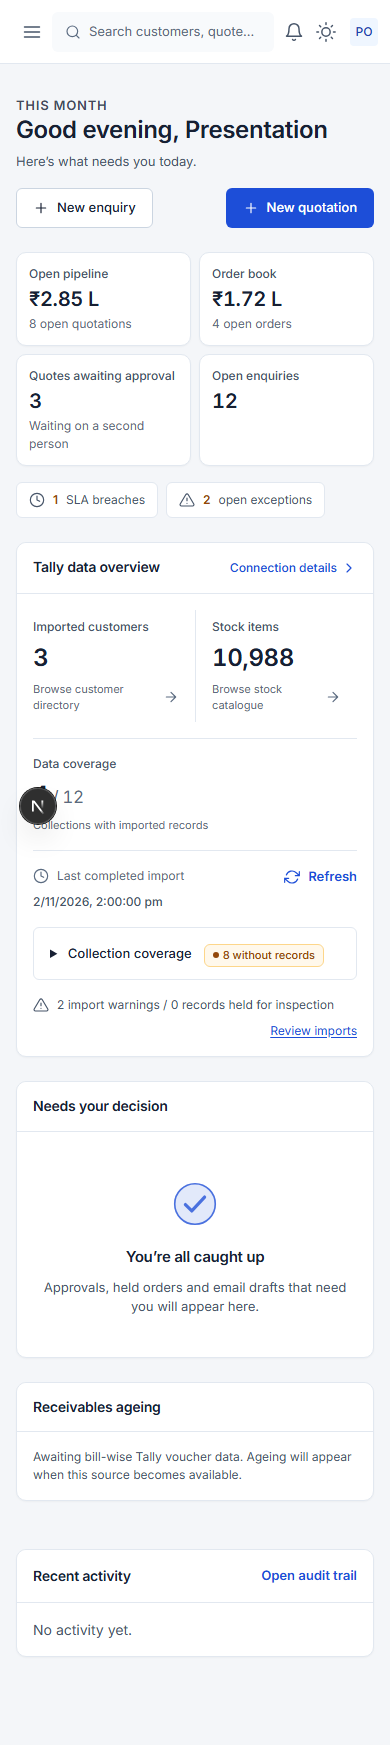 Search customers, quote...
PO
THIS MONTH
Good evening, Presentation
Here's what needs you today.
New enquiry
New quotation
Open pipeline
₹2.85 L
8 open quotations
Order book
₹1.72 L
4 open orders
Quotes awaiting approval
3
Waiting on a second
person
Open enquiries
12
1 SLA breaches
2 open exceptions
Tally data overview
Connection details
Imported customers
3
Browse customer
directory
Stock items
10,988
Browse stock
catalogue
Data coverage
/ 12
N
Collections with imported records
Last completed import
Refresh
2/11/2026, 2:00:00 pm
Collection coverage
8 without records
2 import warnings / 0 records held for inspection
Review imports
Needs your decision
You're all caught up
Approvals, held orders and email drafts that need
you will appear here.
Receivables ageing
Awaiting bill-wise Tally voucher data. Ageing will appear
when this source becomes available.
Recent activity
Open audit trail
No activity yet.